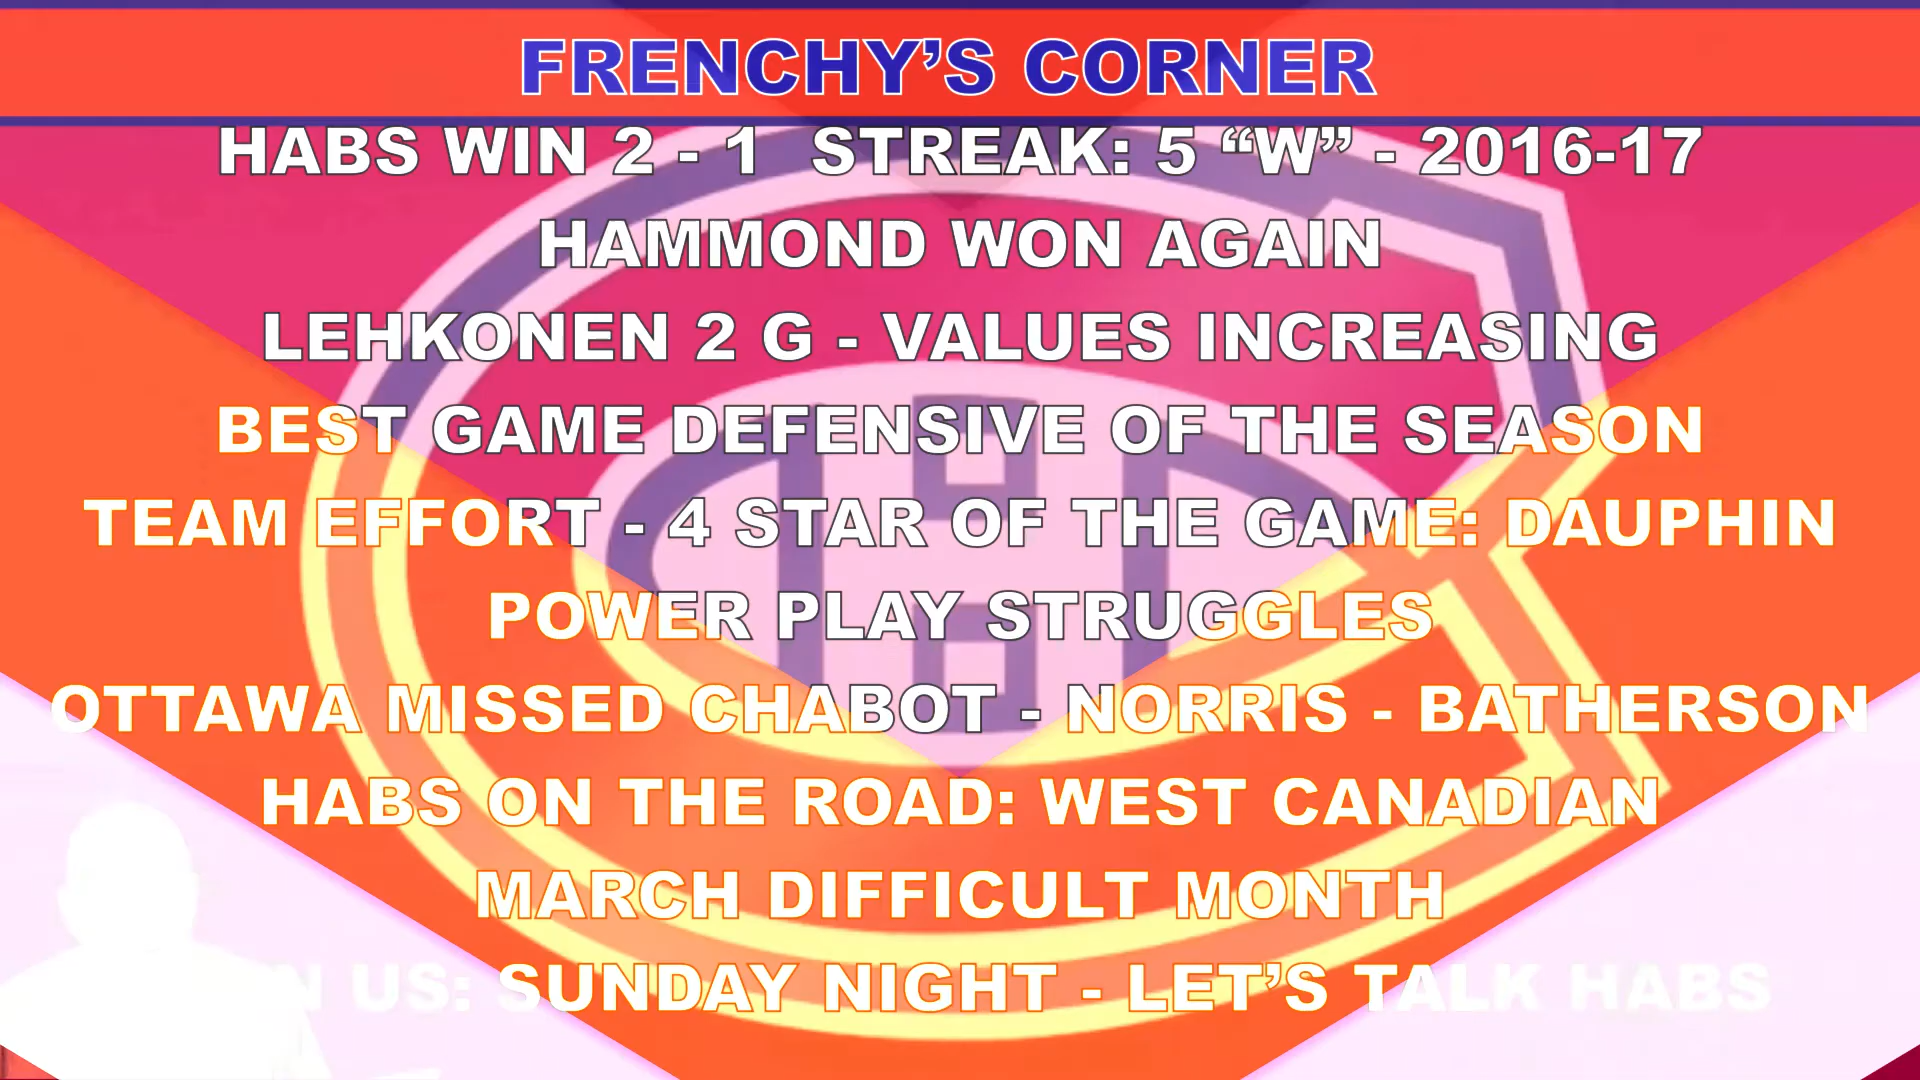 FRENCHY’S CORNER
HABS WIN 2 - 1 STREAK: 5 “W” - 2016-17
HAMMOND WON AGAIN
LEHKONEN 2 G - VALUES INCREASING
BEST GAME DEFENSIVE OF THE SEASON
TEAM EFFORT - 4 STAR OF THE GAME: DAUPHIN
POWER PLAY STRUGGLES
OTTAWA MISSED CHABOT - NORRIS - BATHERSON
HABS ON THE ROAD: WEST CANADIAN
MARCH DIFFICULT MONTH
US: SUNDAY NIGHT - LET’S TALK HABS